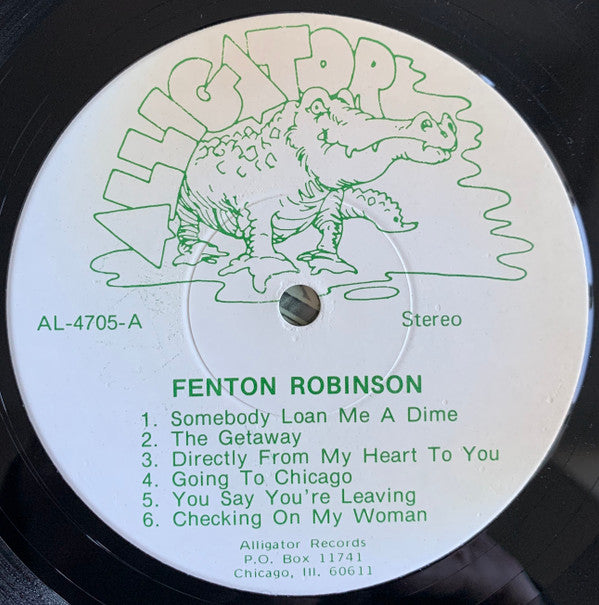 ALLIGATOR
AL-4705-A
Stereo
FENTON ROBINSON
1. Somebody Loan Me A Dime
2. The Getaway
3. Directly From My Heart To You
4. Going To Chicago
5. You Say You're Leaving
6. Checking On My Woman
Alligator Records
P.O. Box 11741
Chicago, Ill. 60611